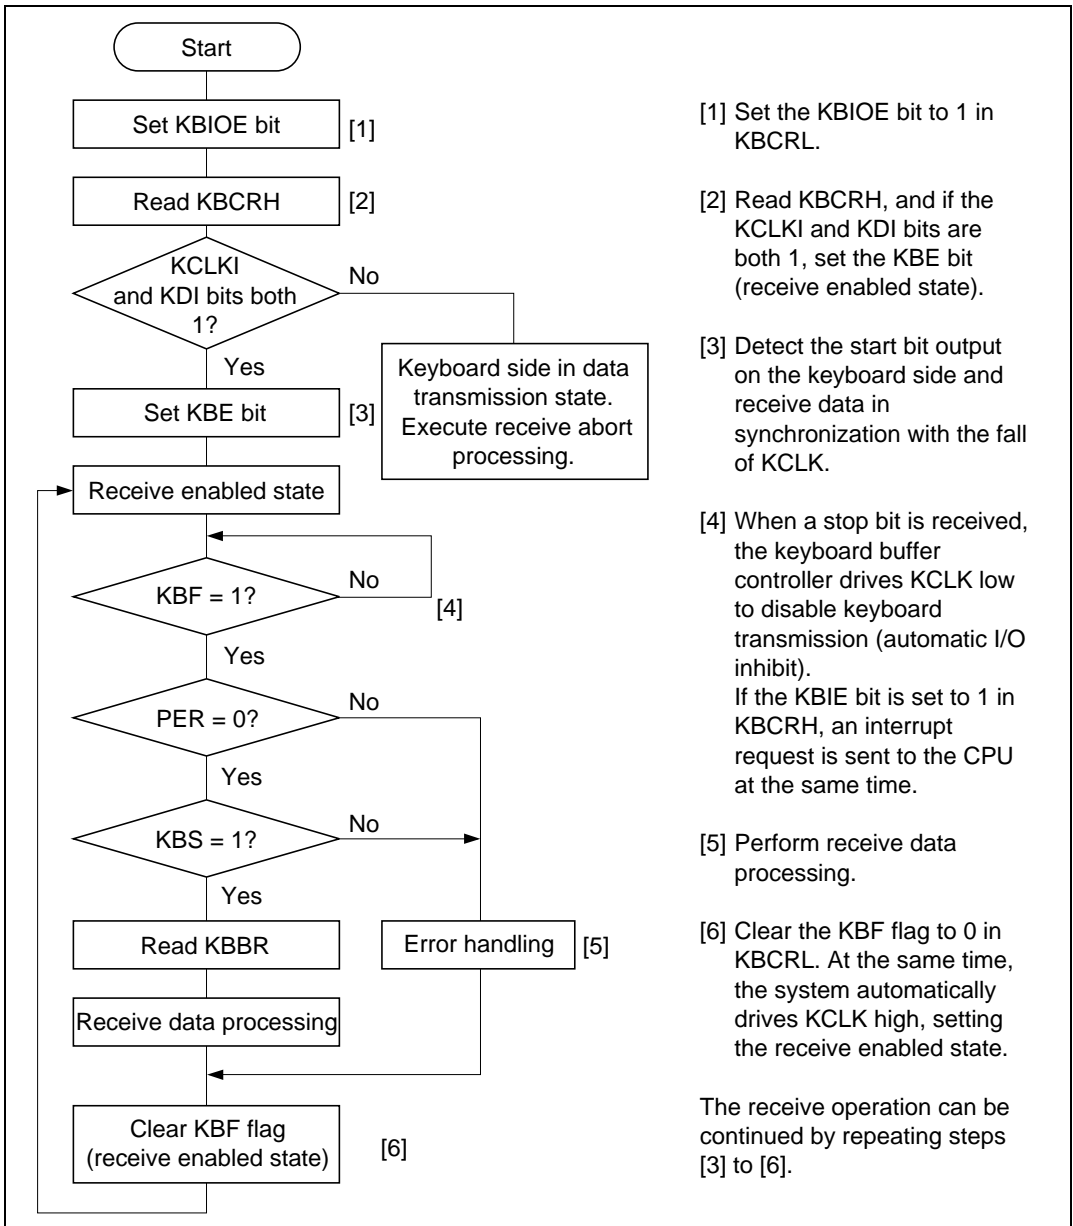 Start
Set KBIOE bit
[1]
Read KBCRH
[2]
KCLKI
and KDI bits both
1?
No
Yes
Keyboard side in data
transmission state.
Execute receive abort
processing.
Set KBE bit
[3]
Receive enabled state
KBF = 1?
No
[4]
Yes
PER = 0?
No
Yes
KBS = 1?
No
Yes
Read KBBR
Error handling
[5]
Receive data processing
Clear KBF flag
(receive enabled state)
[6]
[1] Set the KBIOE bit to 1 in
KBCRL.
[2] Read KBCRH, and if the
KCLKI and KDI bits are
both 1, set the KBE bit
(receive enabled state).
[3] Detect the start bit output
on the keyboard side and
receive data in
synchronization with the fall
of KCLK.
[4] When a stop bit is received,
the keyboard buffer
controller drives KCLK low
to disable keyboard
transmission (automatic I/O
inhibit).
If the KBIE bit is set to 1 in
KBCRH, an interrupt
request is sent to the CPU
at the same time.
[5] Perform receive data
processing.
[6] Clear the KBF flag to 0 in
KBCRL. At the same time,
the system automatically
drives KCLK high, setting
the receive enabled state.
The receive operation can be
continued by repeating steps
[3] to [6].